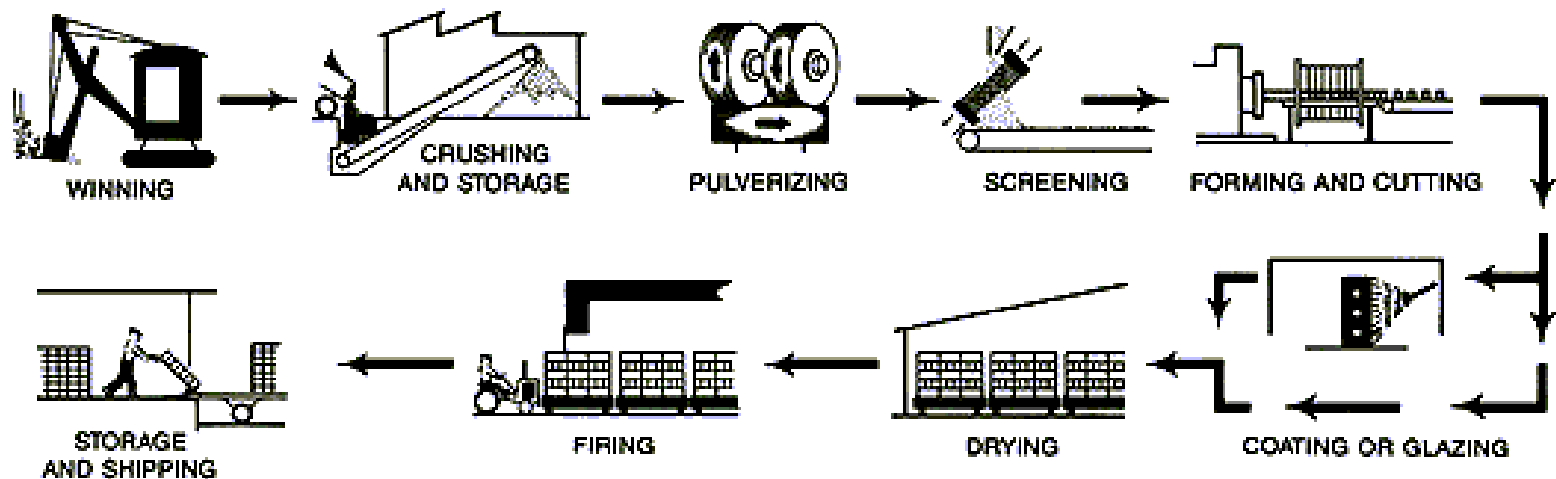 WINNING
CRUSHING
AND STORAGE
PULVERIZING
SCREENING
FORMING AND CUTTING
STORAGE
AND SHIPPING
FIRING
DRYING
COATING OR GLAZING